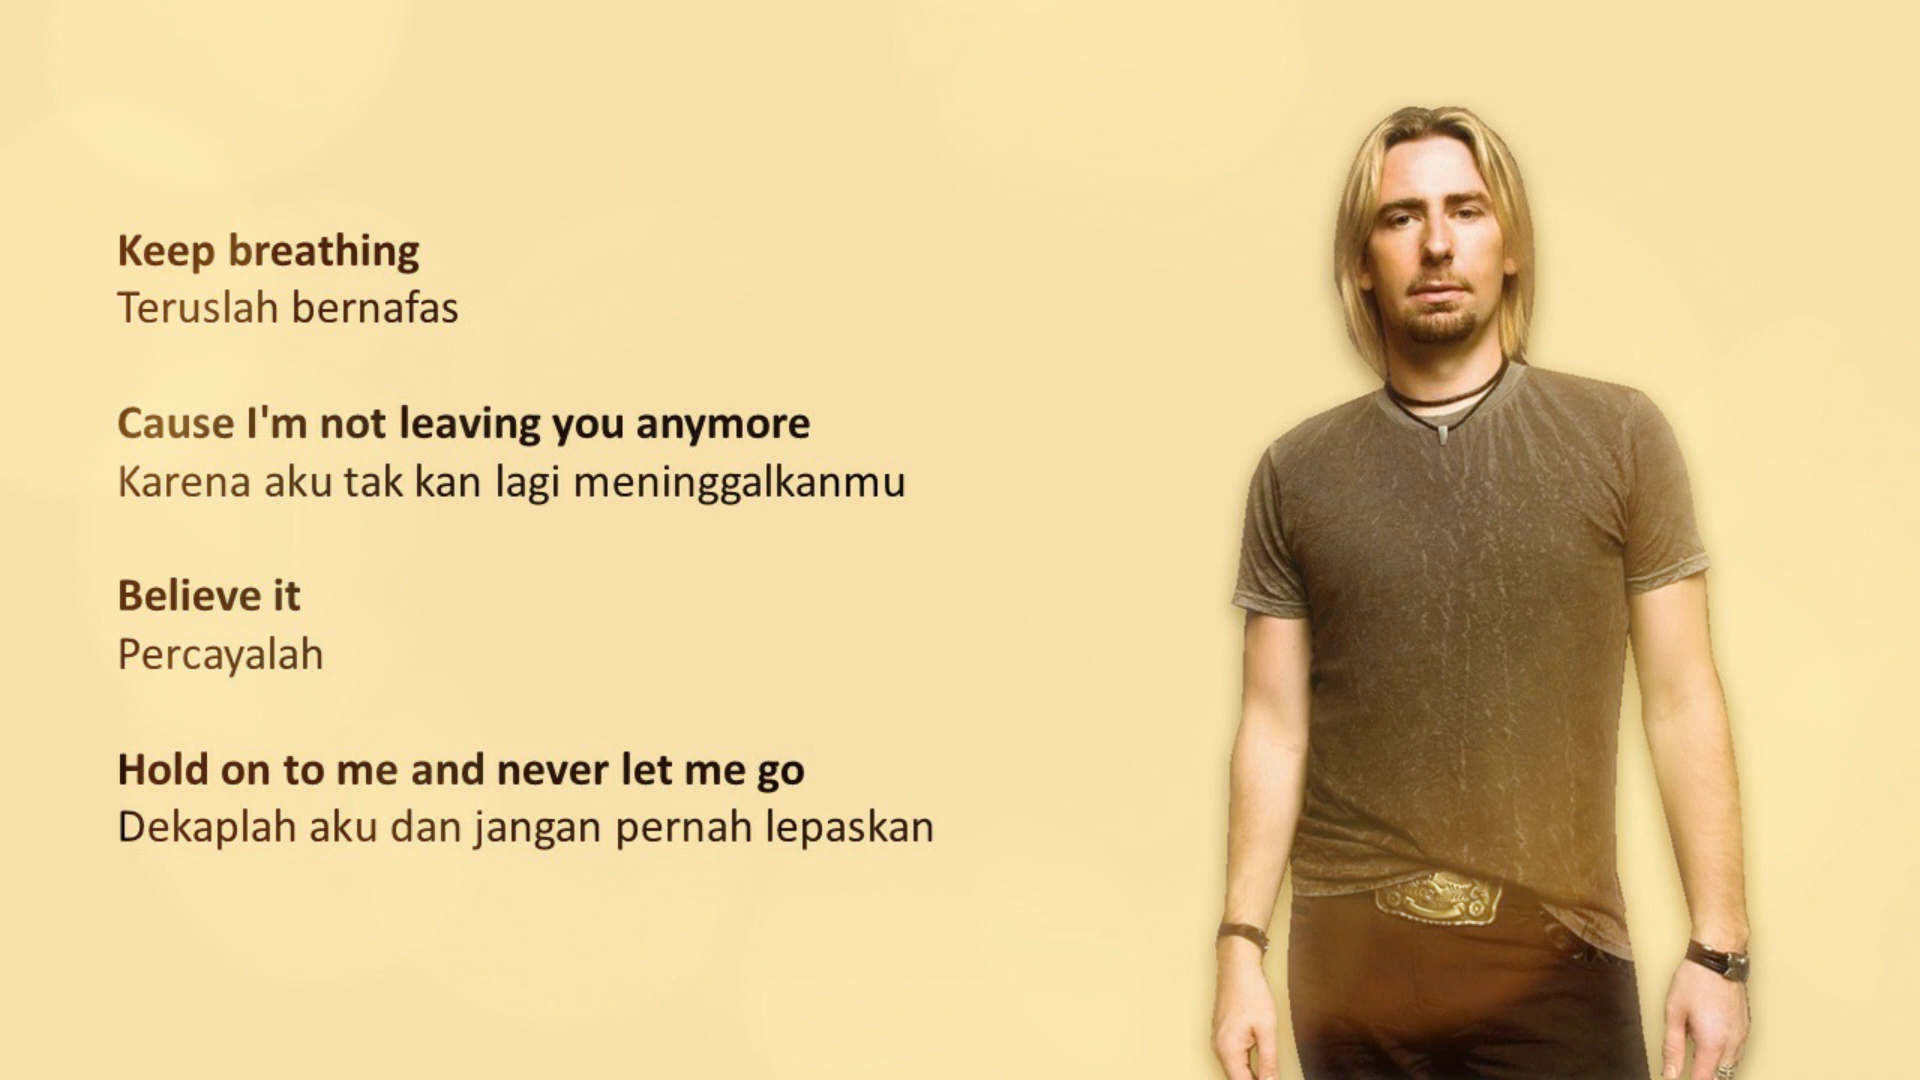 Keep breathing
Teruslah bernafas
Cause I'm not leaving you anymore
Karena aku tak kan lagi meninggalkanmu
Believe it
Percayalah
Hold on to me and never let me go
Dekaplah aku dan jangan pernah lepaskan